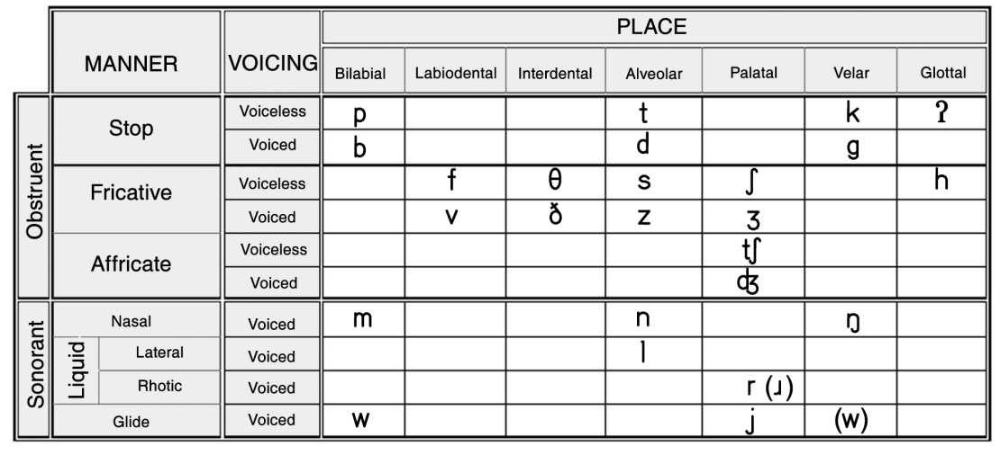 PLACE
MANNER VOICING
Bilabial Labiodental Interdental Alveolar Palatal Velar Glottal
Obstruent
Stop
Voiceless p t k ʔ
Voiced b d g
Fricative
Voiceless f θ s ʃ h
Voiced v ð z ʒ
Affricate
Voiceless tʃ
Voiced ʤ
Sonorant
Nasal Voiced m n ŋ
Liquid
Lateral Voiced l
Rhotic Voiced r (ɹ)
Glide Voiced w j (w)